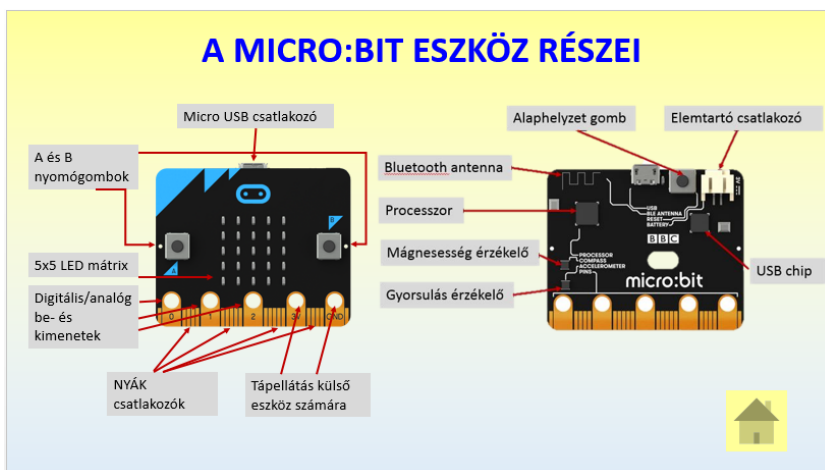 A MICRO:BIT ESZKÖZ RÉSZEI
Micro USB csatlakozó
A és B
nyomógombok
5x5 LED mátrix
Digitális/analóg
be- és
kimenetek
NYÁK
csatlakozók
Tápellátás külső
eszköz számára
A
B
0
1
2
3V
GND
Alaphelyzet gomb
Elemtartó csatlakozó
Bluetooth antenna
Processzor
Mágnesesség érzékelő
Gyorsulás érzékelő
USB chip
USB
BLE ANTENNA
RESET
BATTERY
3V
BBC
PROCESSOR
COMPASS
ACCELEROMETER
PINS
micro:bit